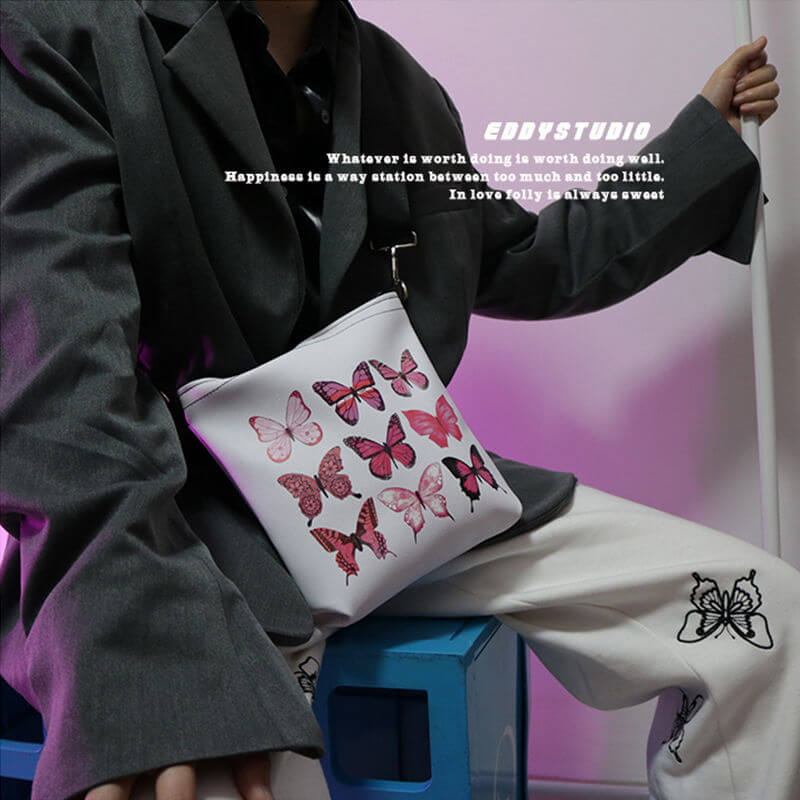 EDDYSTUDIO
Whatever is worth doing is worth doing well.
Happiness is a way station between too much and too little.
In love folly is always sweet